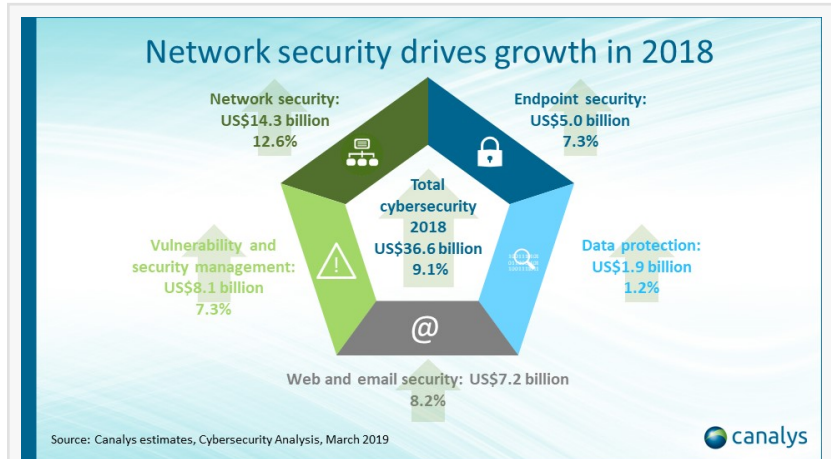 Network security drives growth in 2018
Network security:
US$14.3 billion
12.6%
Endpoint security:
US$5.0 billion
7.3%
Total
cybersecurity
2018
US$36.6 billion
9.1%
Vulnerability and
security management:
US$8.1 billion
7.3%
Data protection:
US$1.9 billion
1.2%
@
Web and email security: US$7.2 billion
8.2%
Source: Canalys estimates, Cybersecurity Analysis, March 2019
canalys